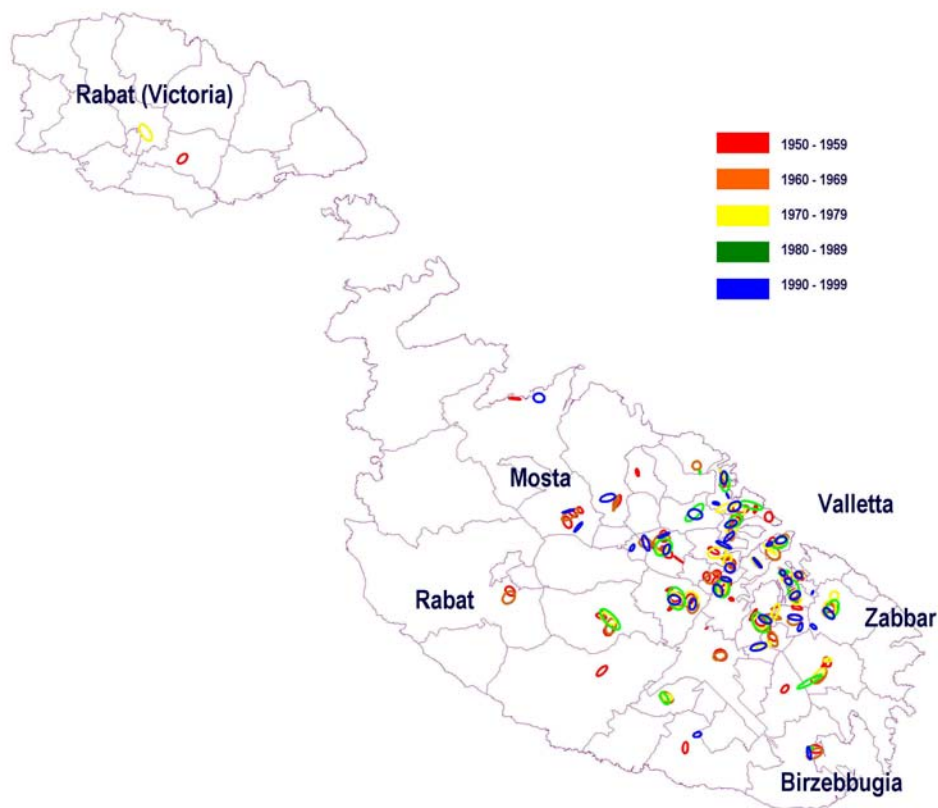 Rabat (Victoria)
1950 - 1959
1960 - 1969
1970 - 1979
1980 - 1989
1990 - 1999
Mosta
Valletta
Rabat
Zabbar
Birzebbugia